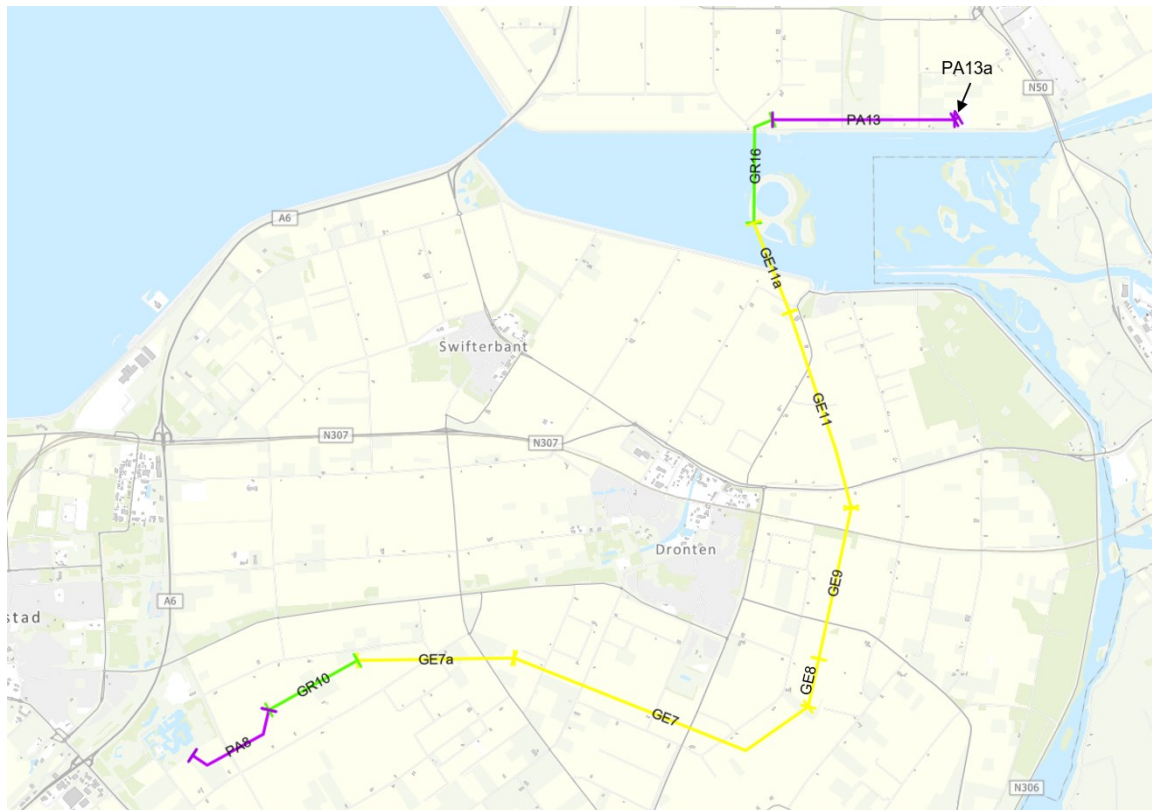 PA13a
N50
PA13
GR16
A6
GE11a
Swifterbant
GE11
N307
N307
Dronten
GE9
A6
stad
GE7a
GE8
GR10
GE7
PA8
N306